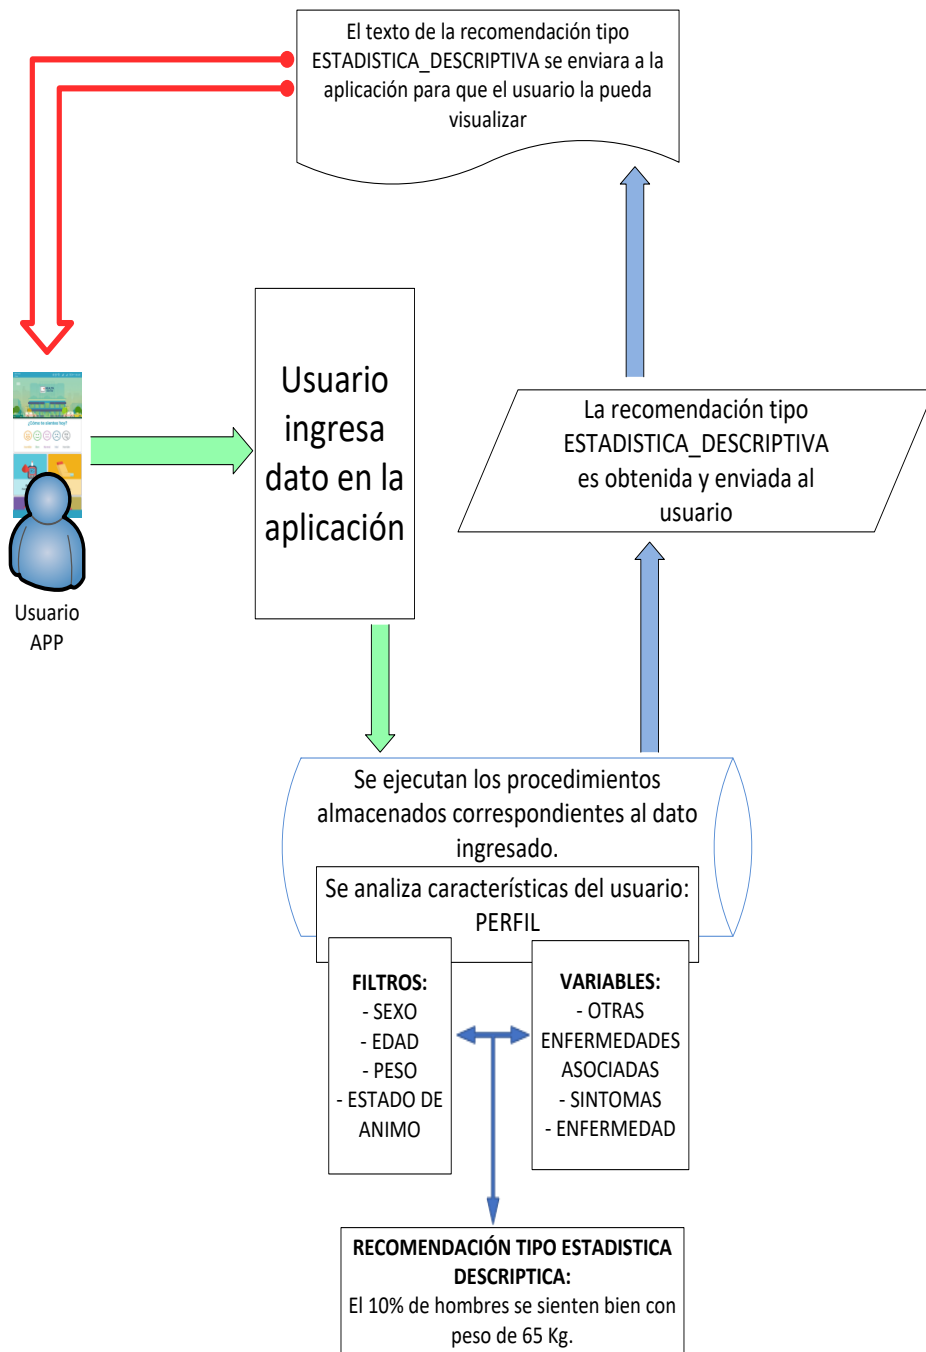 El texto de la recomendación tipo
ESTADISTICA_DESCRIPTIVA se enviara a la
aplicación para que el usuario la pueda
visualizar
Usuario
ingresa
dato en la
aplicación
La recomendación tipo
ESTADISTICA_DESCRIPTIVA
es obtenida y enviada al
usuario
¿Cómo te sientes hoy?
Usuario
APP
Se ejecutan los procedimientos
almacenados correspondientes al dato
ingresado.
Se analiza características del usuario:
PERFIL
FILTROS:
- SEXO
- EDAD
- PESO
- ESTADO DE
ANIMO
VARIABLES:
- OTRAS
ENFERMEDADES
ASOCIADAS
- SINTOMAS
- ENFERMEDAD
RECOMENDACIÓN TIPO ESTADISTICA
DESCRIPTICA:
El 10% de hombres se sienten bien con
peso de 65 Kg.